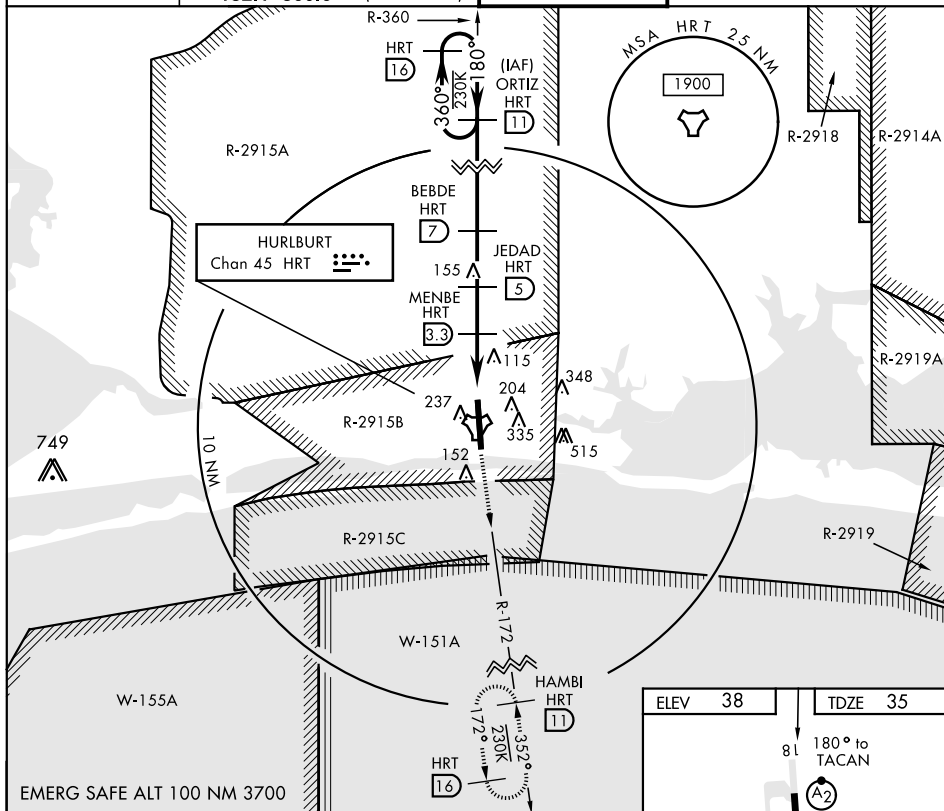 R-360
HRT
16
360°
230K
180°
(IAF)
ORTIZ
HRT
11
MSA HRT 25 NM
1900
R-2918
R-2914A
R-2915A
BEBDE
HRT
7
HURLBURT
Chan 45 HRT
155
JEDAD
HRT
5
MENBE
HRT
3.3
115
R-2919A
348
237
204
R-2915B
335
515
749
10 NM
152
R-2915C
R-2919
R-172
W-151A
W-155A
HAMBI
HRT
11
172°
230K
352°
HRT
16
EMERG SAFE ALT 100 NM 3700
ELEV 38
TDZE 35
18
180° to
TACAN
A2